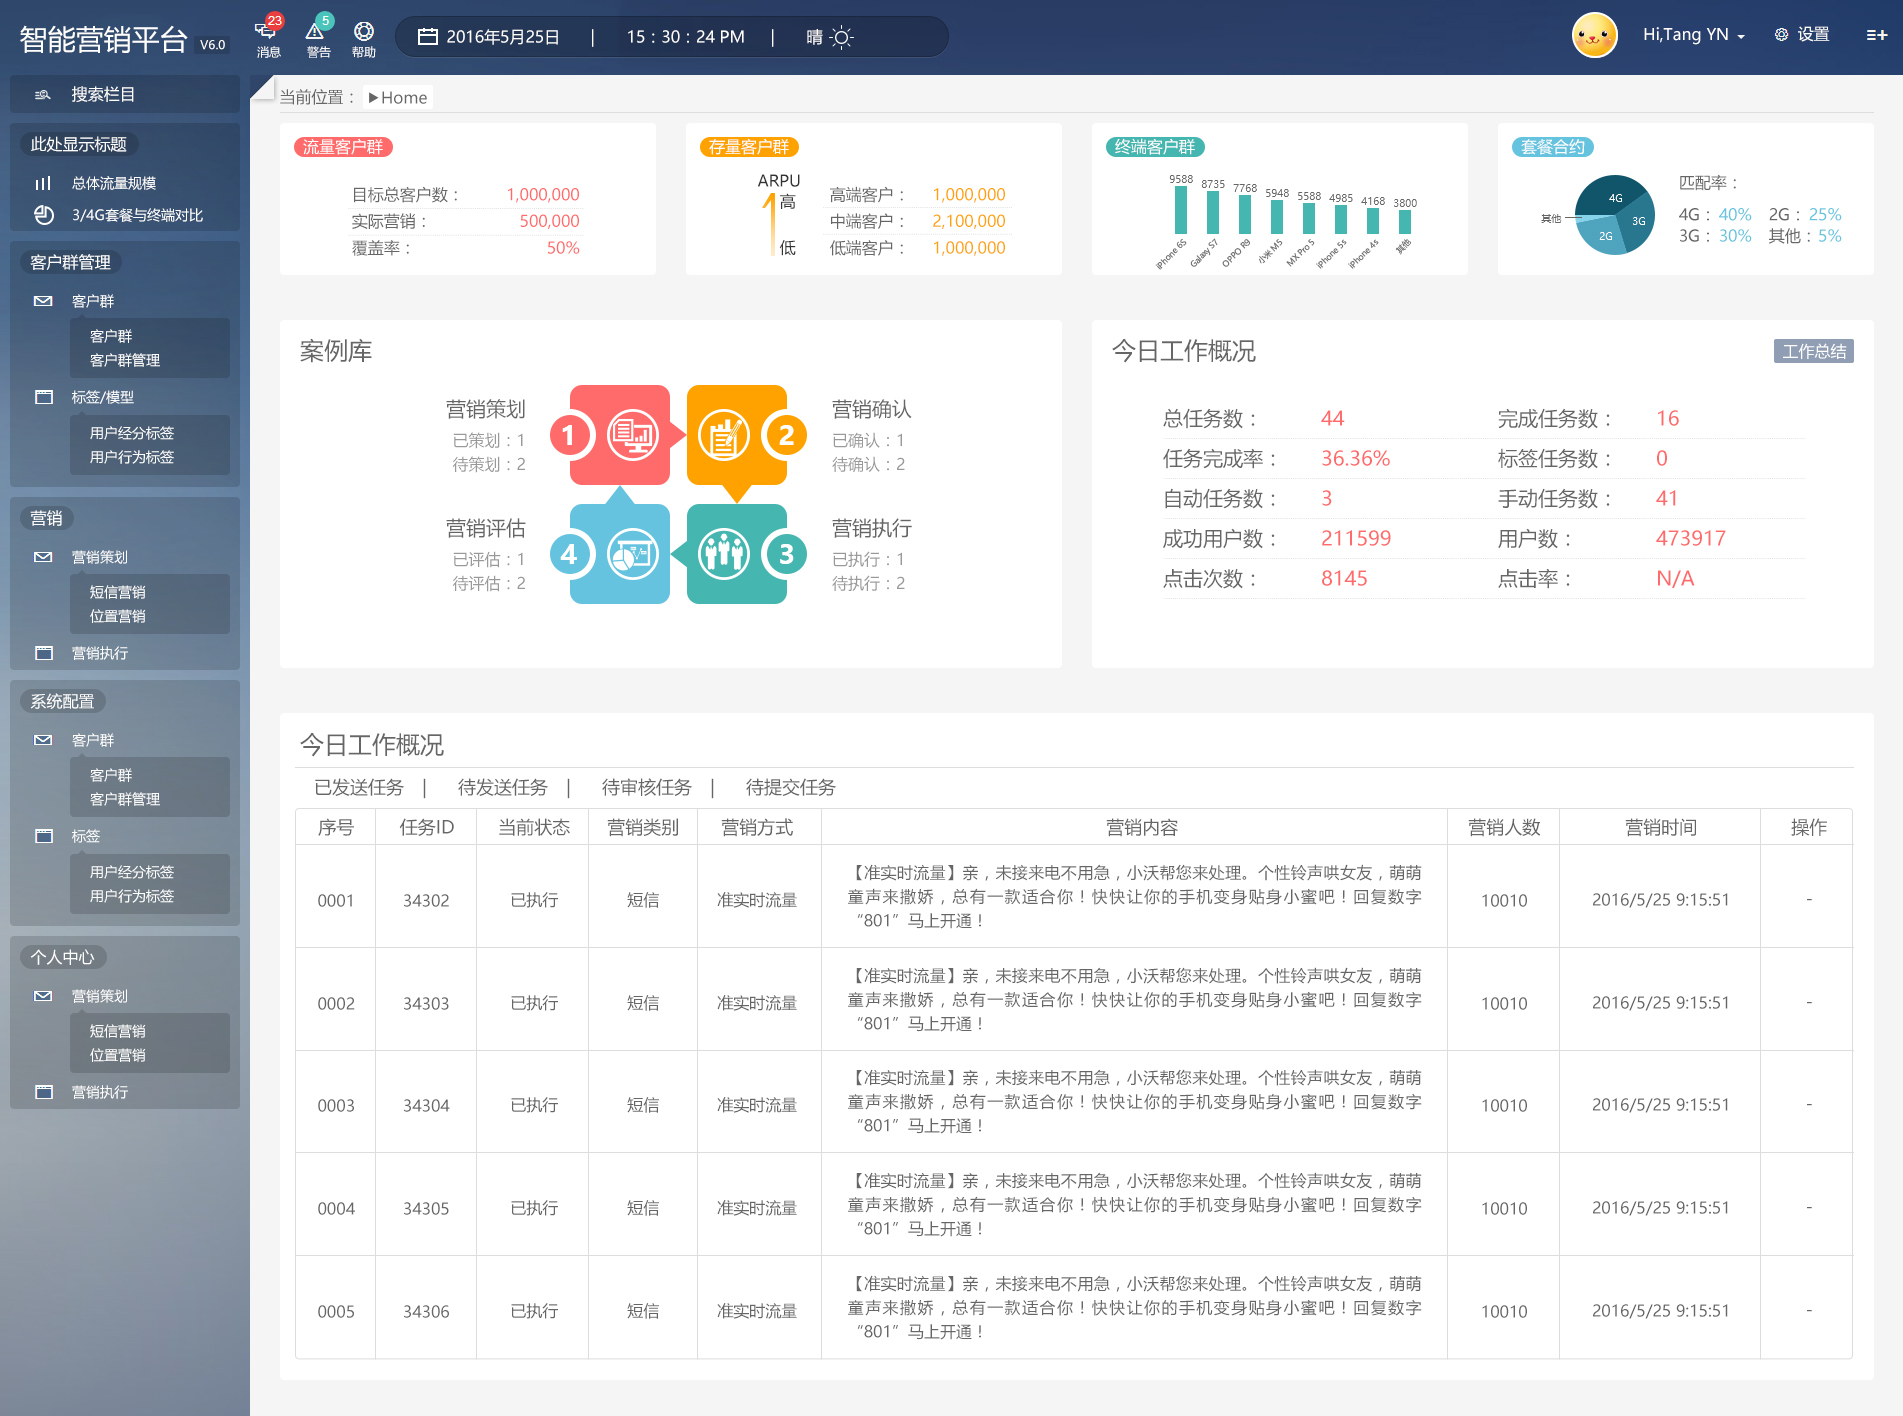 智能营销平台 V6.0
23
消息
5
警告
帮助
2016年5月25日 | 15 : 30 : 24 PM | 晴
Hi,Tang YN
设置
搜索栏目
此处显示标题
总体流量规模
3/4G套餐与终端对比
客户群管理
客户群
客户群
客户群管理
标签/模型
用户经分标签
用户行为标签
营销
营销策划
短信营销
位置营销
营销执行
系统配置
客户群
客户群
客户群管理
标签
用户经分标签
用户行为标签
个人中心
营销策划
短信营销
位置营销
营销执行
当前位置： ▶Home
流量客户群
目标总客户数： 1,000,000
实际营销： 500,000
覆盖率： 50%
存量客户群
ARPU
高
低
高端客户： 1,000,000
中端客户： 2,100,000
低端客户： 1,000,000
终端客户群
9588 8735 7768 5948 5588 4985 4168 3800
iPhone 6S Galaxy S7 OPPO R9 小米 M5 MX Pro 5 iPhone 5s iPhone 4s 其他
套餐合约
4G
3G
2G
其他
匹配率：
4G： 40% 2G： 25%
3G： 30% 其他： 5%
案例库
营销策划
已策划：1
待策划：2
1
2
营销确认
已确认：1
待确认：2
营销评估
已评估：1
待评估：2
4
3
营销执行
已执行：1
待执行：2
今日工作概况
工作总结
总任务数： 44 完成任务数： 16
任务完成率： 36.36% 标签任务数： 0
自动任务数： 3 手动任务数： 41
成功用户数： 211599 用户数： 473917
点击次数： 8145 点击率： N/A
今日工作概况
已发送任务 | 待发送任务 | 待审核任务 | 待提交任务
序号 任务ID 当前状态 营销类别 营销方式 营销内容 营销人数 营销时间 操作
0001 34302 已执行 短信 准实时流量
【准实时流量】亲，未接来电不用急，小沃帮您来处理。个性铃声哄女友，萌萌
童声来撒娇，总有一款适合你！快快让你的手机变身贴身小蜜吧！回复数字
“801”马上开通！
10010 2016/5/25 9:15:51 -
0002 34303 已执行 短信 准实时流量
【准实时流量】亲，未接来电不用急，小沃帮您来处理。个性铃声哄女友，萌萌
童声来撒娇，总有一款适合你！快快让你的手机变身贴身小蜜吧！回复数字
“801”马上开通！
10010 2016/5/25 9:15:51 -
0003 34304 已执行 短信 准实时流量
【准实时流量】亲，未接来电不用急，小沃帮您来处理。个性铃声哄女友，萌萌
童声来撒娇，总有一款适合你！快快让你的手机变身贴身小蜜吧！回复数字
“801”马上开通！
10010 2016/5/25 9:15:51 -
0004 34305 已执行 短信 准实时流量
【准实时流量】亲，未接来电不用急，小沃帮您来处理。个性铃声哄女友，萌萌
童声来撒娇，总有一款适合你！快快让你的手机变身贴身小蜜吧！回复数字
“801”马上开通！
10010 2016/5/25 9:15:51 -
0005 34306 已执行 短信 准实时流量
【准实时流量】亲，未接来电不用急，小沃帮您来处理。个性铃声哄女友，萌萌
童声来撒娇，总有一款适合你！快快让你的手机变身贴身小蜜吧！回复数字
“801”马上开通！
10010 2016/5/25 9:15:51 -